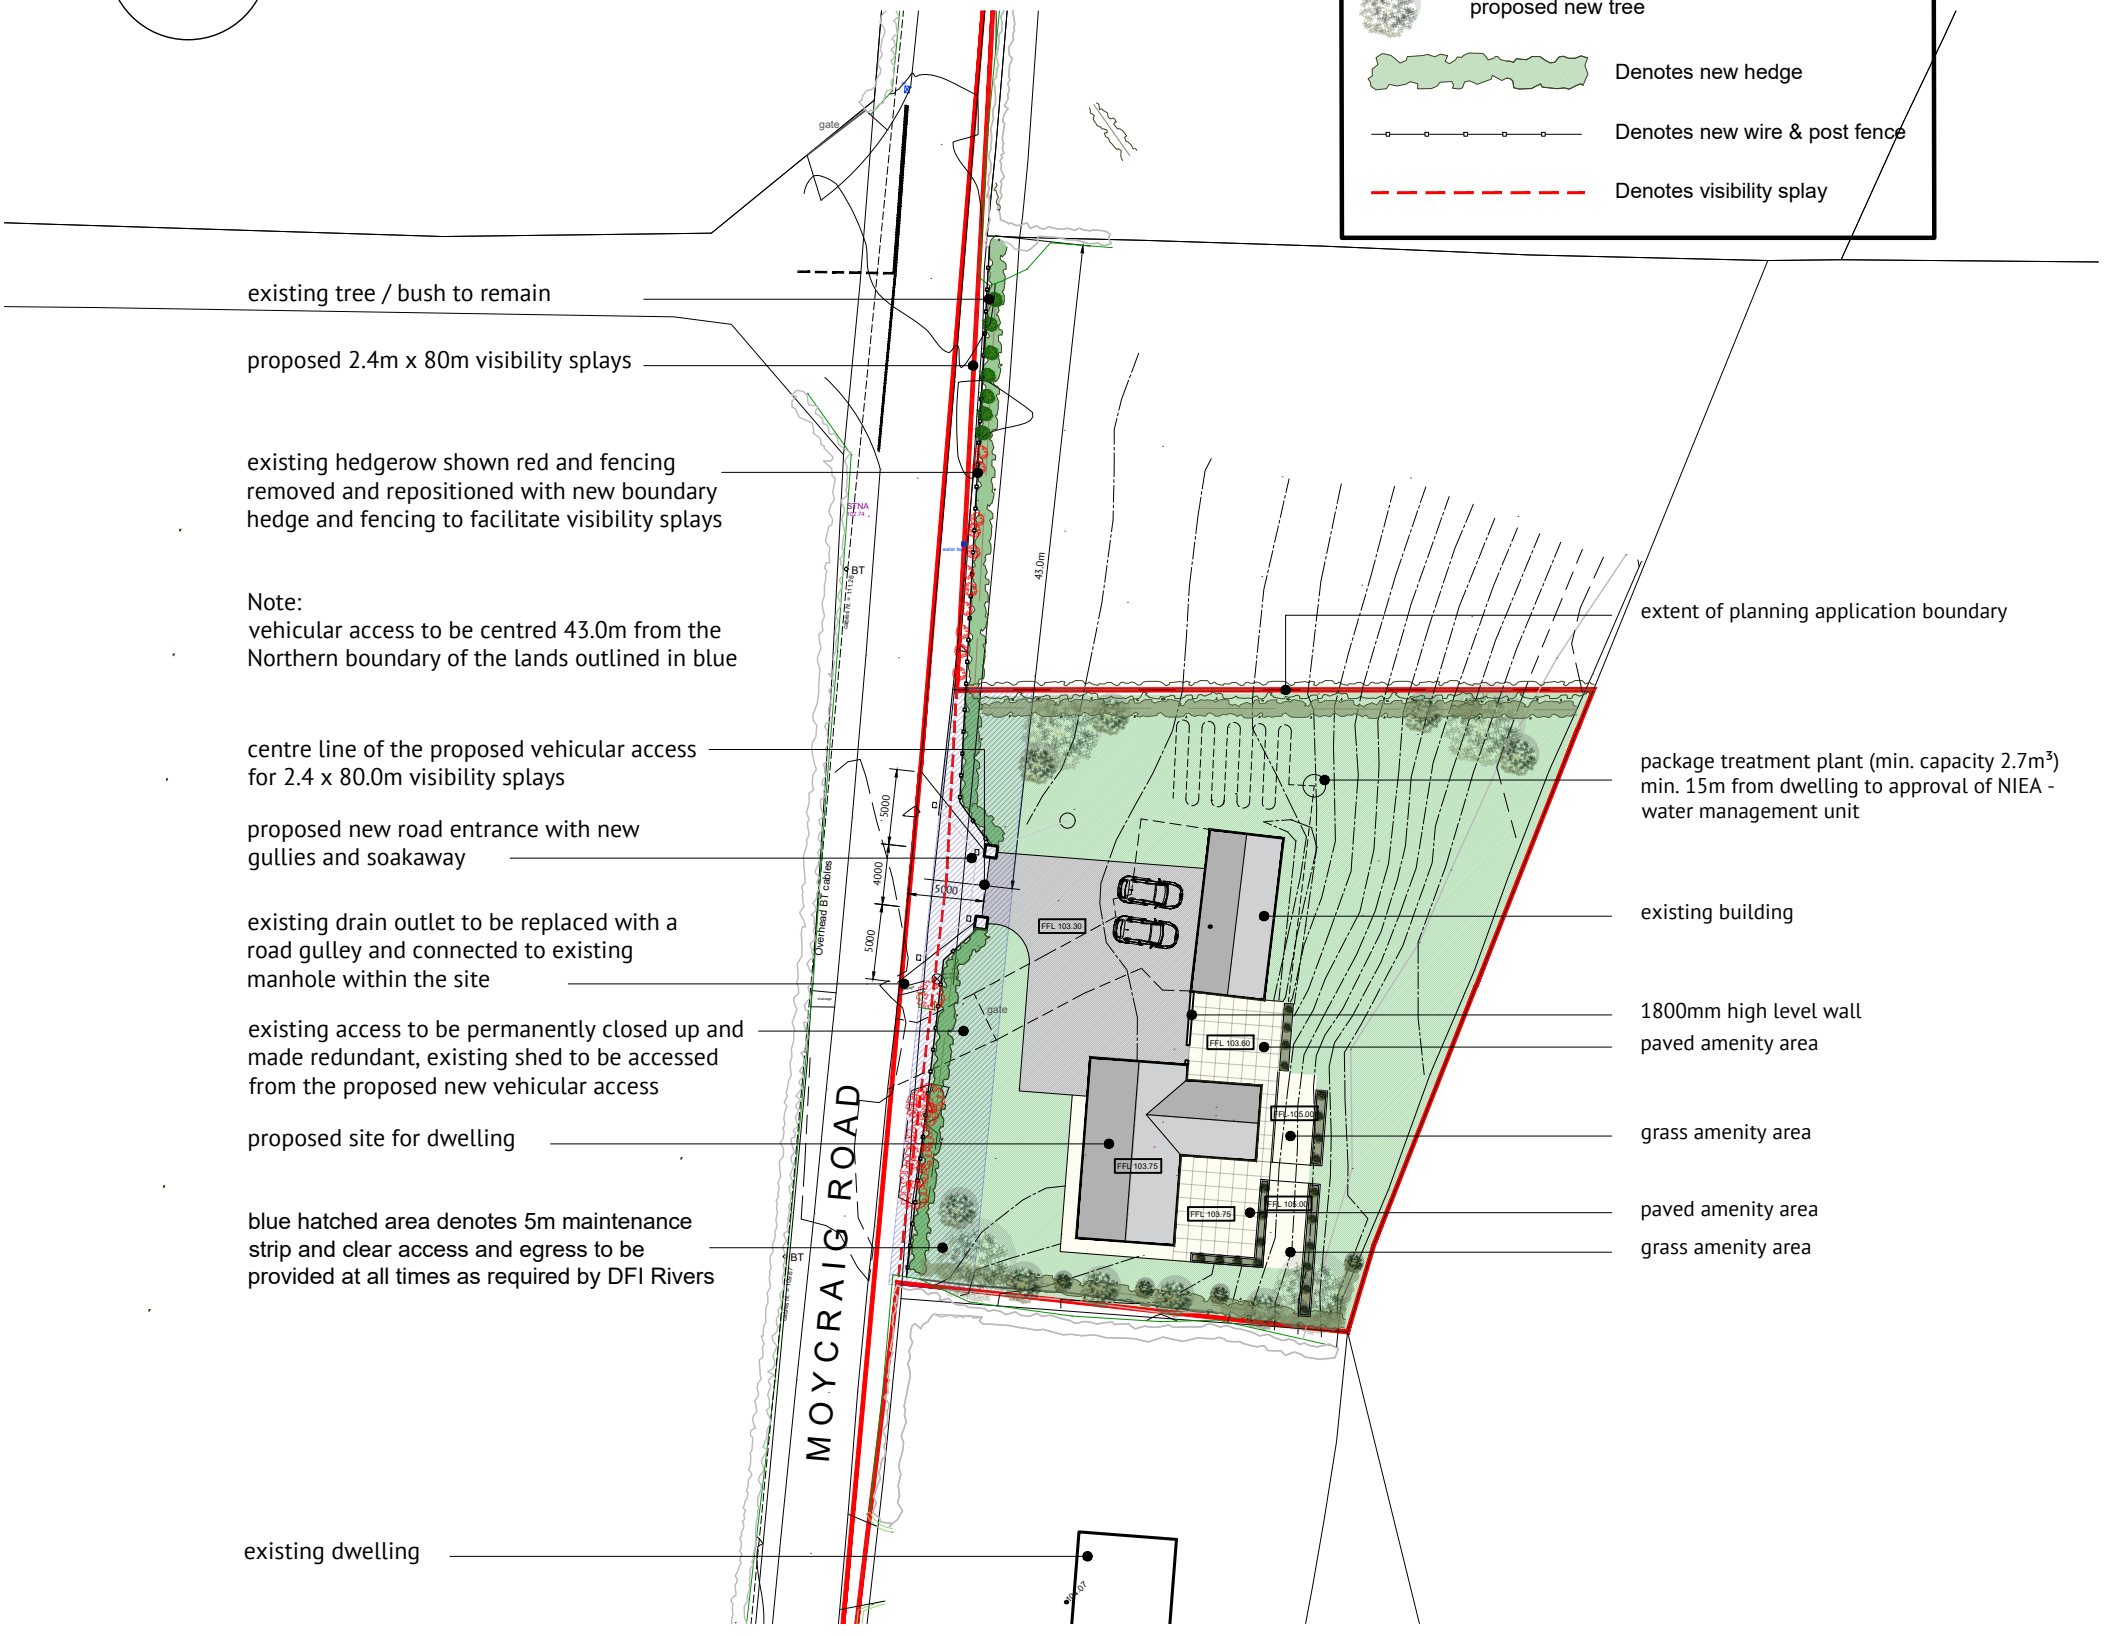 proposed new tree
Denotes new hedge
Denotes new wire & post fence
Denotes visibility splay
gate
existing tree / bush to remain
proposed 2.4m x 80m visibility splays
existing hedgerow shown red and fencing
removed and repositioned with new boundary
hedge and fencing to facilitate visibility splays
STNA
BT
43.0m
Note:
vehicular access to be centred 43.0m from the
Northern boundary of the lands outlined in blue
extent of planning application boundary
centre line of the proposed vehicular access
for 2.4 x 80.0m visibility splays
package treatment plant (min. capacity 2.7m³)
min. 15m from dwelling to approval of NIEA -
water management unit
proposed new road entrance with new
gullies and soakaway
5000
4000
5000
5000
Overhead BT cables
FFL 103.30
existing building
existing drain outlet to be replaced with a
road gulley and connected to existing
manhole within the site
gate
1800mm high level wall
existing access to be permanently closed up and
made redundant, existing shed to be accessed
from the proposed new vehicular access
FFL 103.60
paved amenity area
FFL 105.00
grass amenity area
proposed site for dwelling
FFL 103.75
FFL 105.00
FFL 103.75
paved amenity area
grass amenity area
blue hatched area denotes 5m maintenance
strip and clear access and egress to be
provided at all times as required by DFI Rivers
BT
MOYCRAIG ROAD
existing dwelling